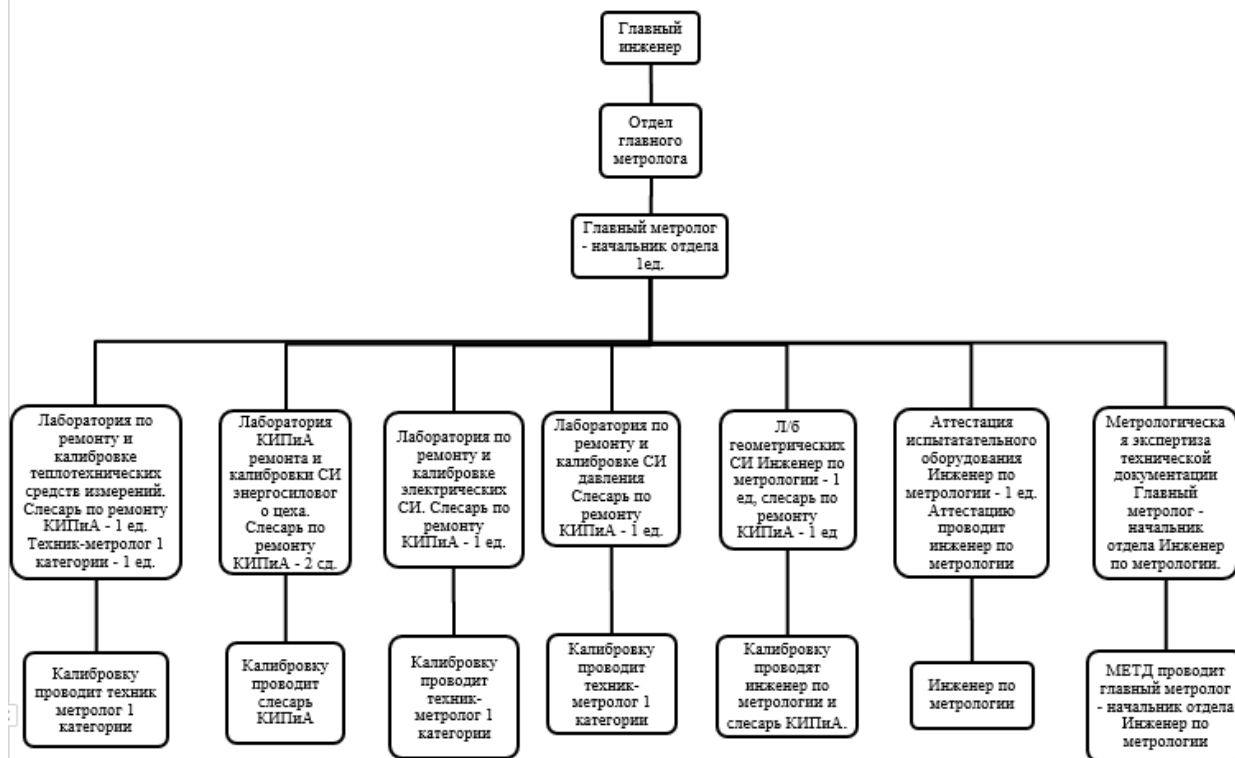 Главный
инженер
Отдел
главного
метролога
Главный метролог
- начальник отдела
1ед.
Лаборатория по
ремонту и
калибровке
теплотехнических
средств измерений.
Слесарь по ремонту
КИПиА - 1 ед.
Техник-метролог 1
категории - 1 ед.
Лаборатория
КИПиА
ремонта и
калибровки СИ
энергосиловог
о цеха.
Слесарь по
ремонту
КИПиА - 2 сд.
Лаборатория по
ремонту и
калибровке
электрических
СИ. Слесарь по
ремонту
КИПиА - 1 ед.
Лаборатория по
ремонту и
калибровке СИ
давления
Слесарь по
ремонту
КИПиА - 1 ед.
Л/б
геометрических
СИ Инженер по
метрологии - 1
ед, слесарь по
ремонту
КИПиА - 1 ед
Аттестация
испытатательного
оборудования
Инженер по
метрологии - 1 ед.
Аттестацию
проводит
инженер по
метрологии
Метрологическа
я экспертиза
технической
документации
Главный
метролог -
начальник
отдела Инженер
по метрологии.
Калибровку
проводит техник
метролог 1
категории
Калибровку
проводит
слесарь
КИПиА
Калибровку
проводит
техник-
метролог 1
категории
Калибровку
проводит
техник-
метролог 1
категории
Калибровку
проводят
инженер по
метрологии и
слесарь КИПиА.
Инженер по
метрологии
МЕТД проводит
главный метролог
- начальник отдела
Инженер по
метрологии